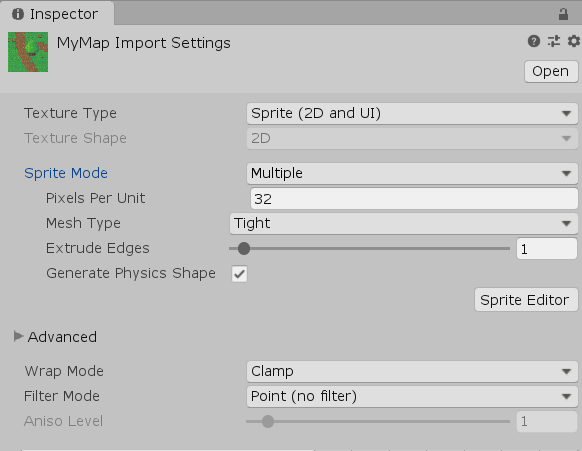 Inspector
MyMap Import Settings
Open
Texture Type Sprite (2D and UI)
Texture Shape 2D
Sprite Mode Multiple
Pixels Per Unit 32
Mesh Type Tight
Extrude Edges 1
Generate Physics Shape
Sprite Editor
Advanced
Wrap Mode Clamp
Filter Mode Point (no filter)
Aniso Level 1